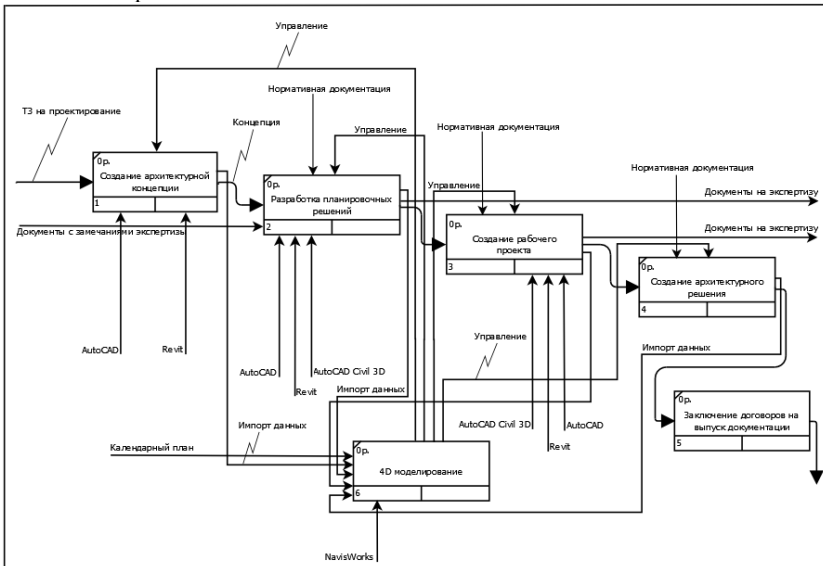 Управление
Нормативная документация
ТЗ на проектирование
Концепция
Управление
Нормативная документация
0р.
Создание архитектурной
концепции
1
0р.
Разработка планировочных
решений
2
Нормативная документация
Управление
Документы на экспертизу
Документы на экспертизу
Документы с замечаниями экспертизы
0р.
Создание рабочего
проекта
3
0р.
Создание архитектурного
решения
4
AutoCAD
Revit
AutoCAD
Revit
AutoCAD Civil 3D
Управление
Импорт данных
Импорт данных
0р.
Заключение договоров на
выпуск документации
5
Импорт данных
AutoCAD Civil 3D
Revit
AutoCAD
Календарный план
0р.
4D моделирование
6
NavisWorks